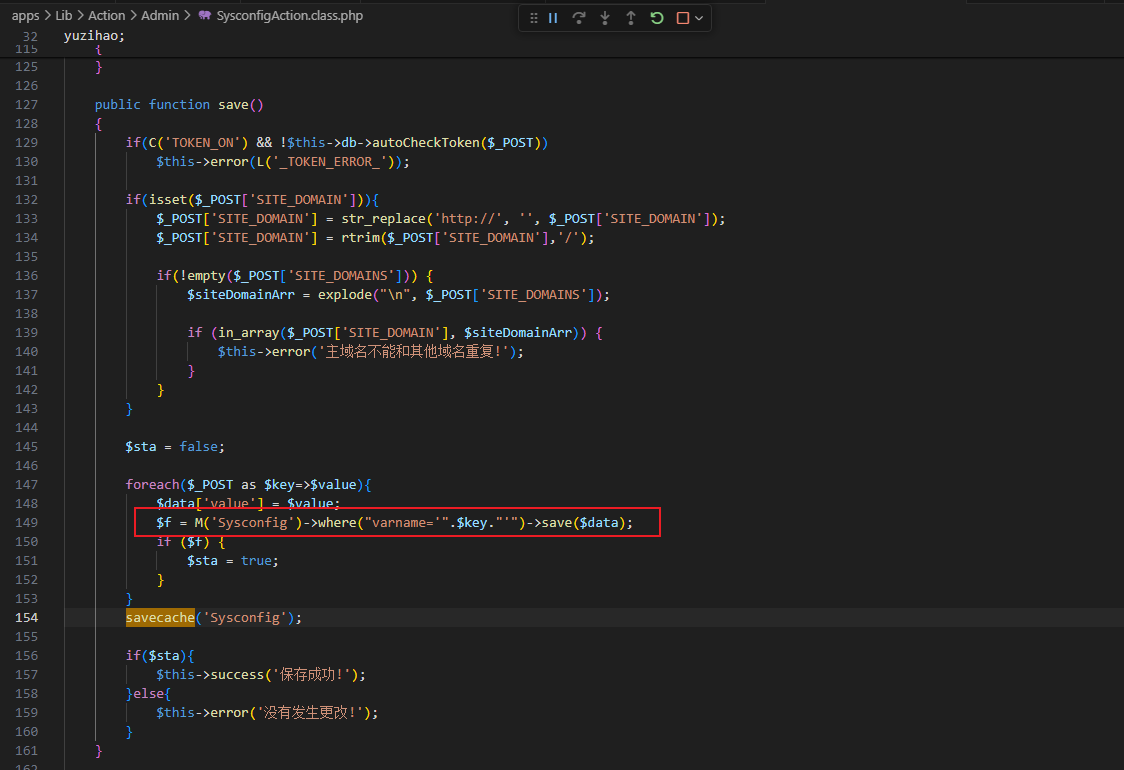 apps > Lib > Action > Admin > SysconfigAction.class.php
32 yuzihao;
115 {
125 }
126
127 public function save()
128 {
129 if(C('TOKEN_ON') && !$this->db->autoCheckToken($_POST))
130 $this->error(L('_TOKEN_ERROR_'));
131
132 if(isset($_POST['SITE_DOMAIN'])){
133 $_POST['SITE_DOMAIN'] = str_replace('http://', '', $_POST['SITE_DOMAIN']);
134 $_POST['SITE_DOMAIN'] = rtrim($_POST['SITE_DOMAIN'],'/');
135
136 if(!empty($_POST['SITE_DOMAINS'])) {
137 $siteDomainArr = explode("\n", $_POST['SITE_DOMAINS']);
138
139 if (in_array($_POST['SITE_DOMAIN'], $siteDomainArr)) {
140 $this->error('主域名不能和其他域名重复!');
141 }
142 }
143 }
144
145 $sta = false;
146
147 foreach($_POST as $key=>$value){
148 $data['value'] = $value;
149 $f = M('Sysconfig')->where("varname='".$key."'")->save($data);
150 if ($f) {
151 $sta = true;
152 }
153 }
154 savecache('Sysconfig');
155
156 if($sta){
157 $this->success('保存成功!');
158 }else{
159 $this->error('没有发生更改!');
160 }
161 }
162